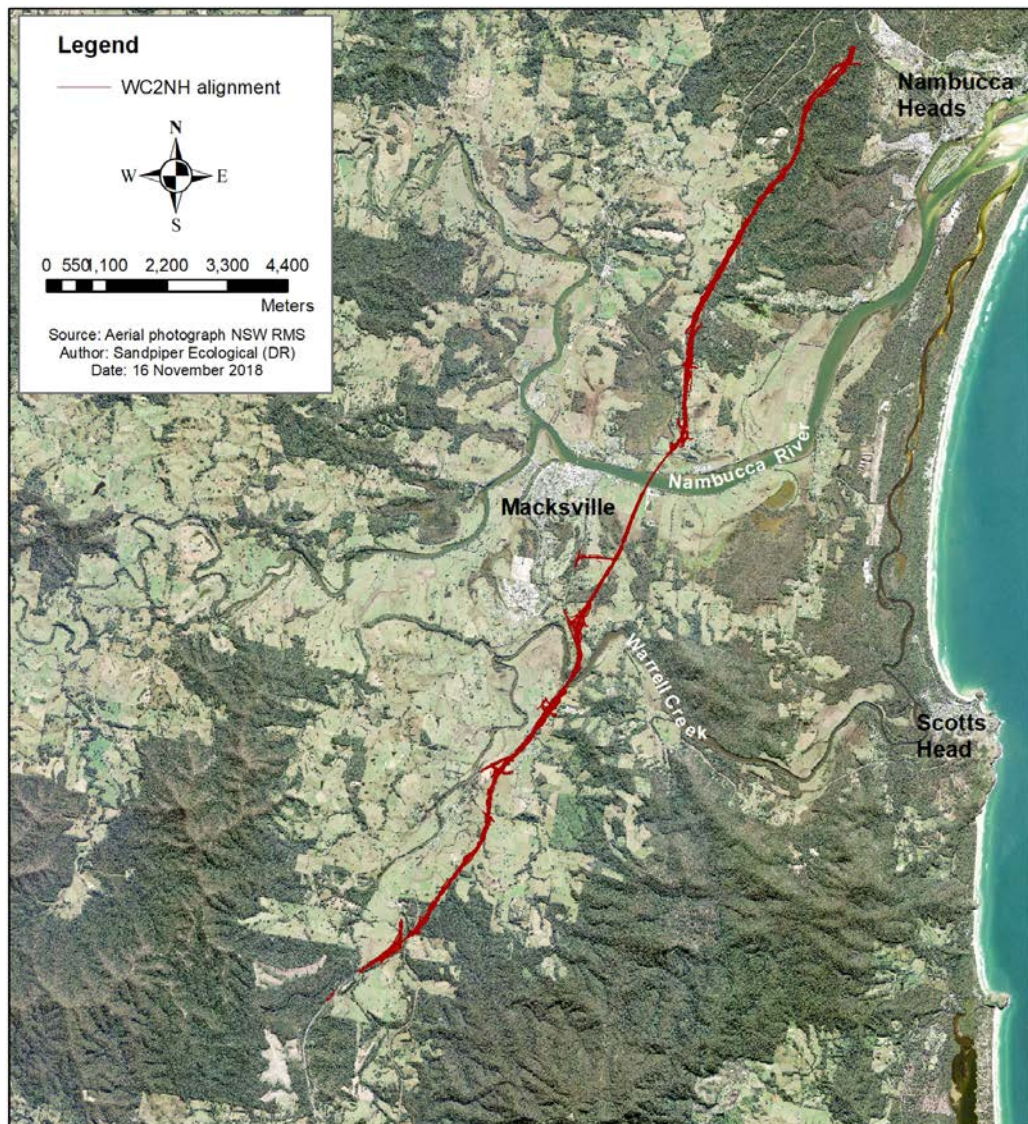 Legend
WC2NH alignment
N
W E
S
0 550 1,100 2,200 3,300 4,400
Meters
Source: Aerial photograph NSW RMS
Author: Sandpiper Ecological (DR)
Date: 16 November 2018
Nambucca
Heads
Nambucca River
Macksville
Warrell Creek
Scotts
Head